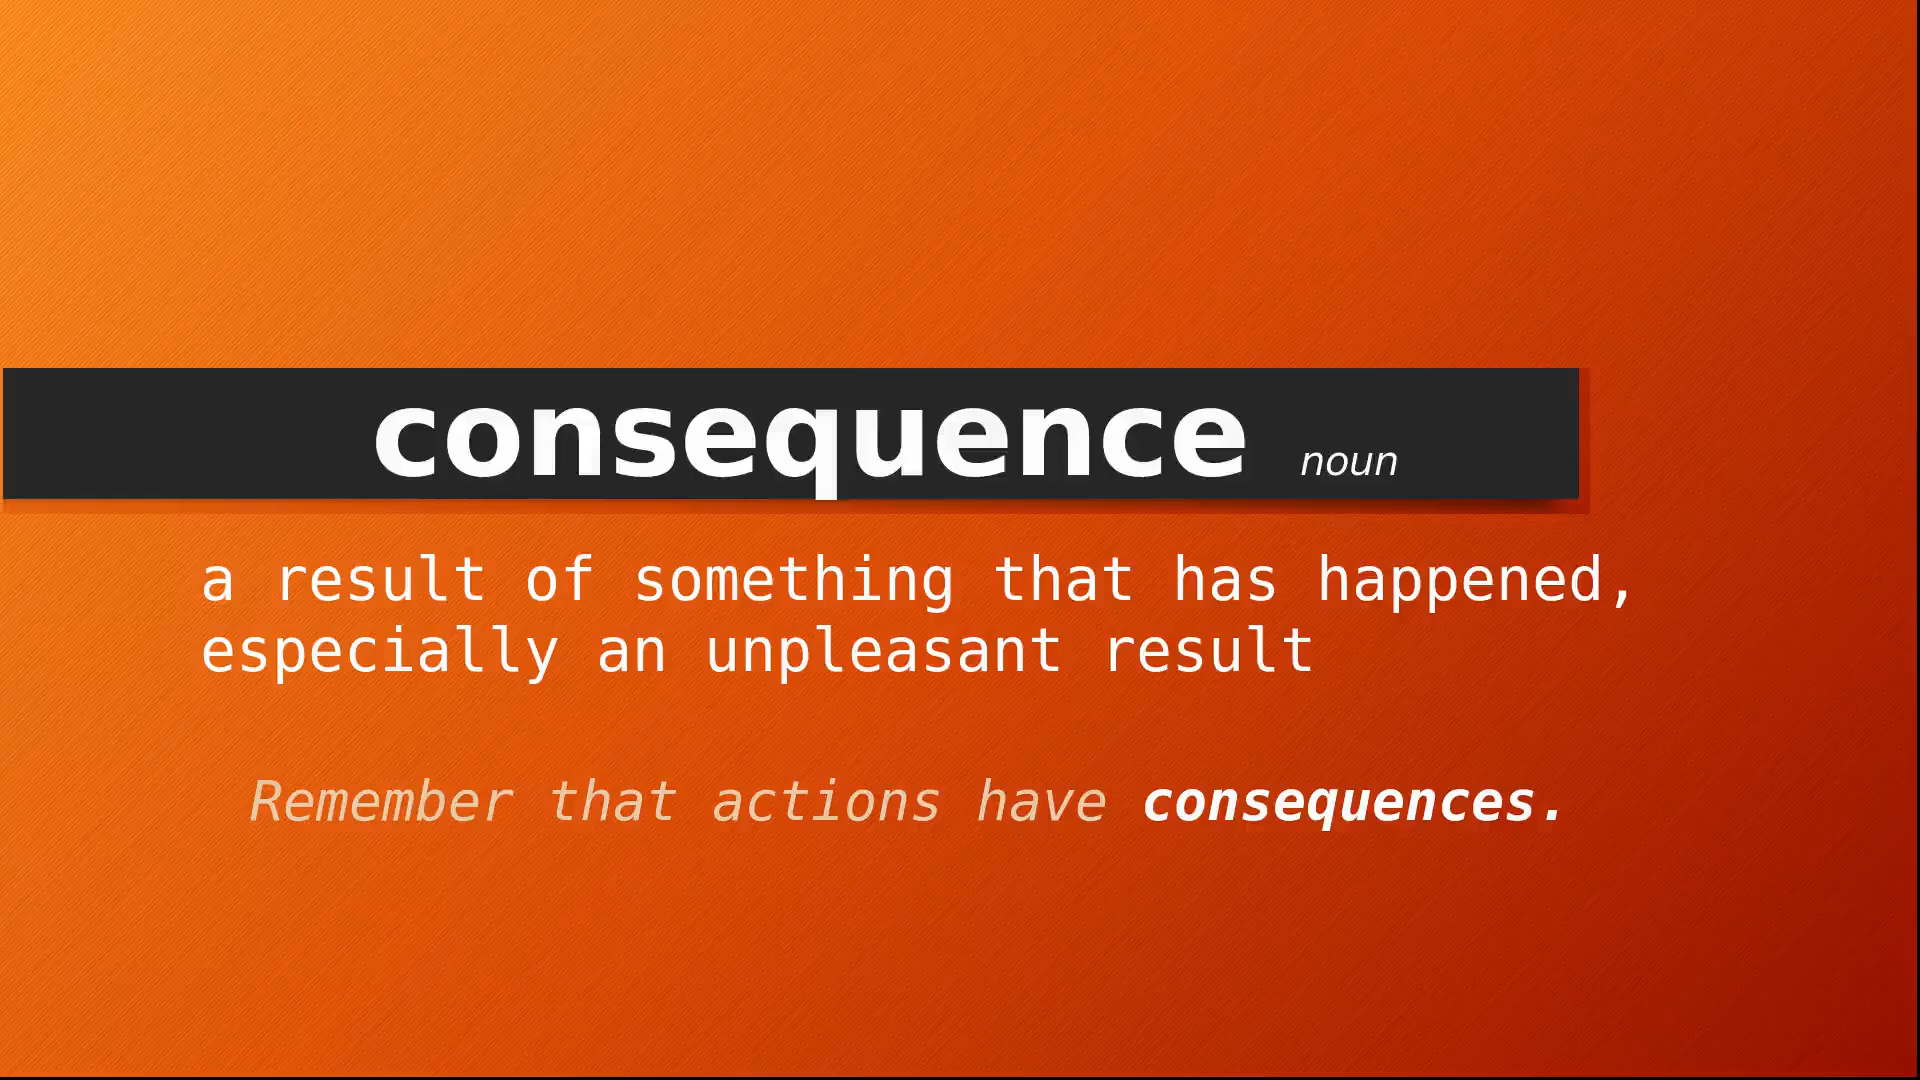 consequence noun
a result of something that has happened,
especially an unpleasant result
Remember that actions have consequences.